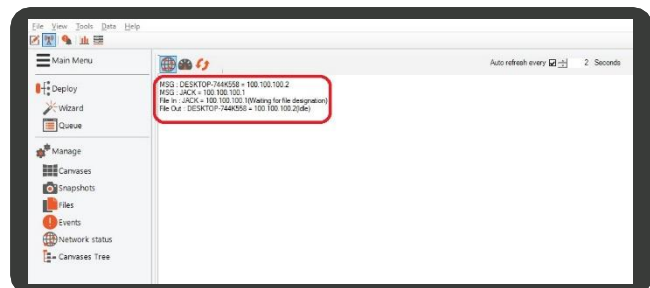 File View Tools Data Help
Main Menu
Auto refresh every 2 Seconds
Deploy
Wizard
Queue
Manage
Canvases
Snapshots
Files
Events
Network status
Canvases Tree
MSG : DESKTOP-744K558 = 100.100.100.2
MSG : JACK = 100.100.100.1
File In : JACK = 100.100.100.1(Waiting for file designation)
File Out : DESKTOP-744K558 = 100.100.100.2(Idle)